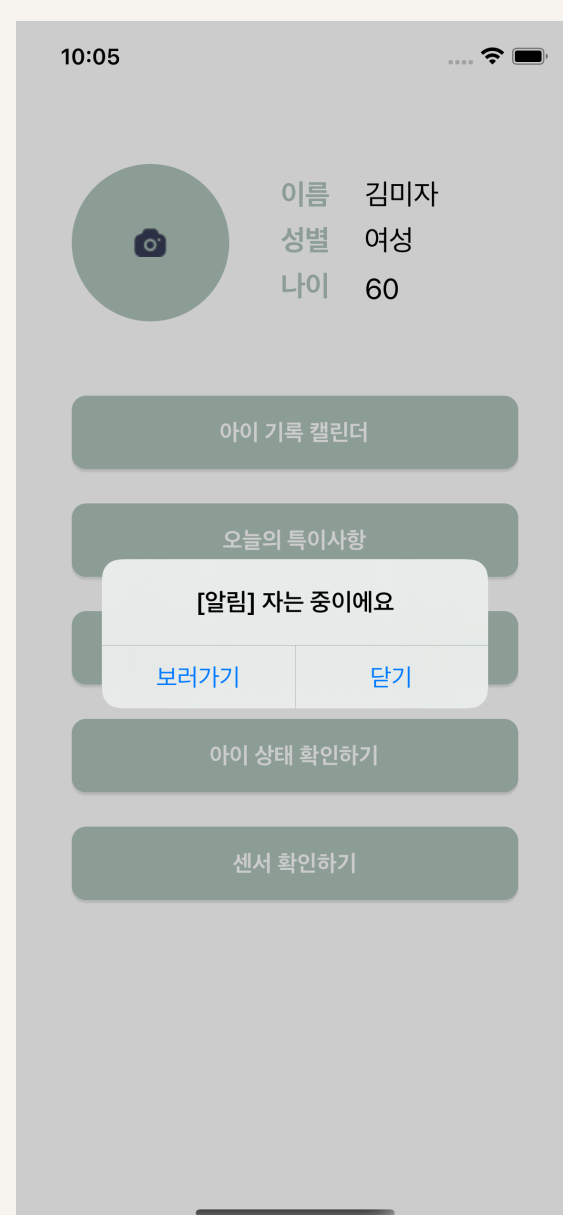 10:05
이름 김미자
성별 여성
나이 60
아이 기록 캘린더
오늘의 특이사항
[알림] 자는 중이에요
보러가기 닫기
아이 상태 확인하기
센서 확인하기